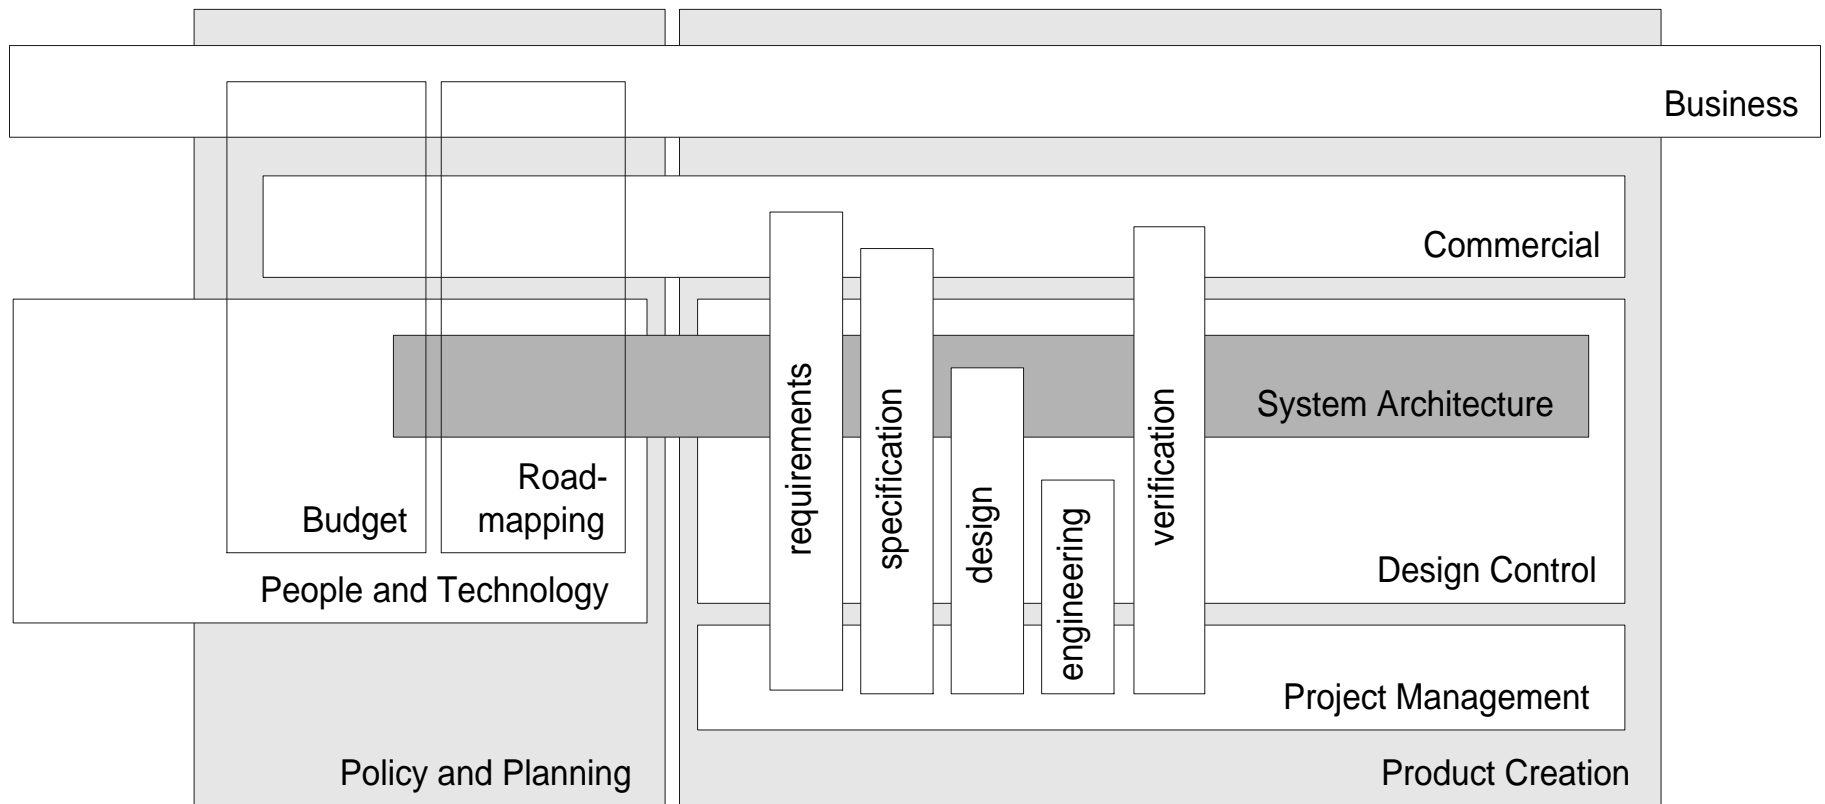 Business
Commercial
System Architecture
requirements
specification
design
engineering
verification
Road-
mapping
Budget
People and Technology
Design Control
Project Management
Policy and Planning
Product Creation